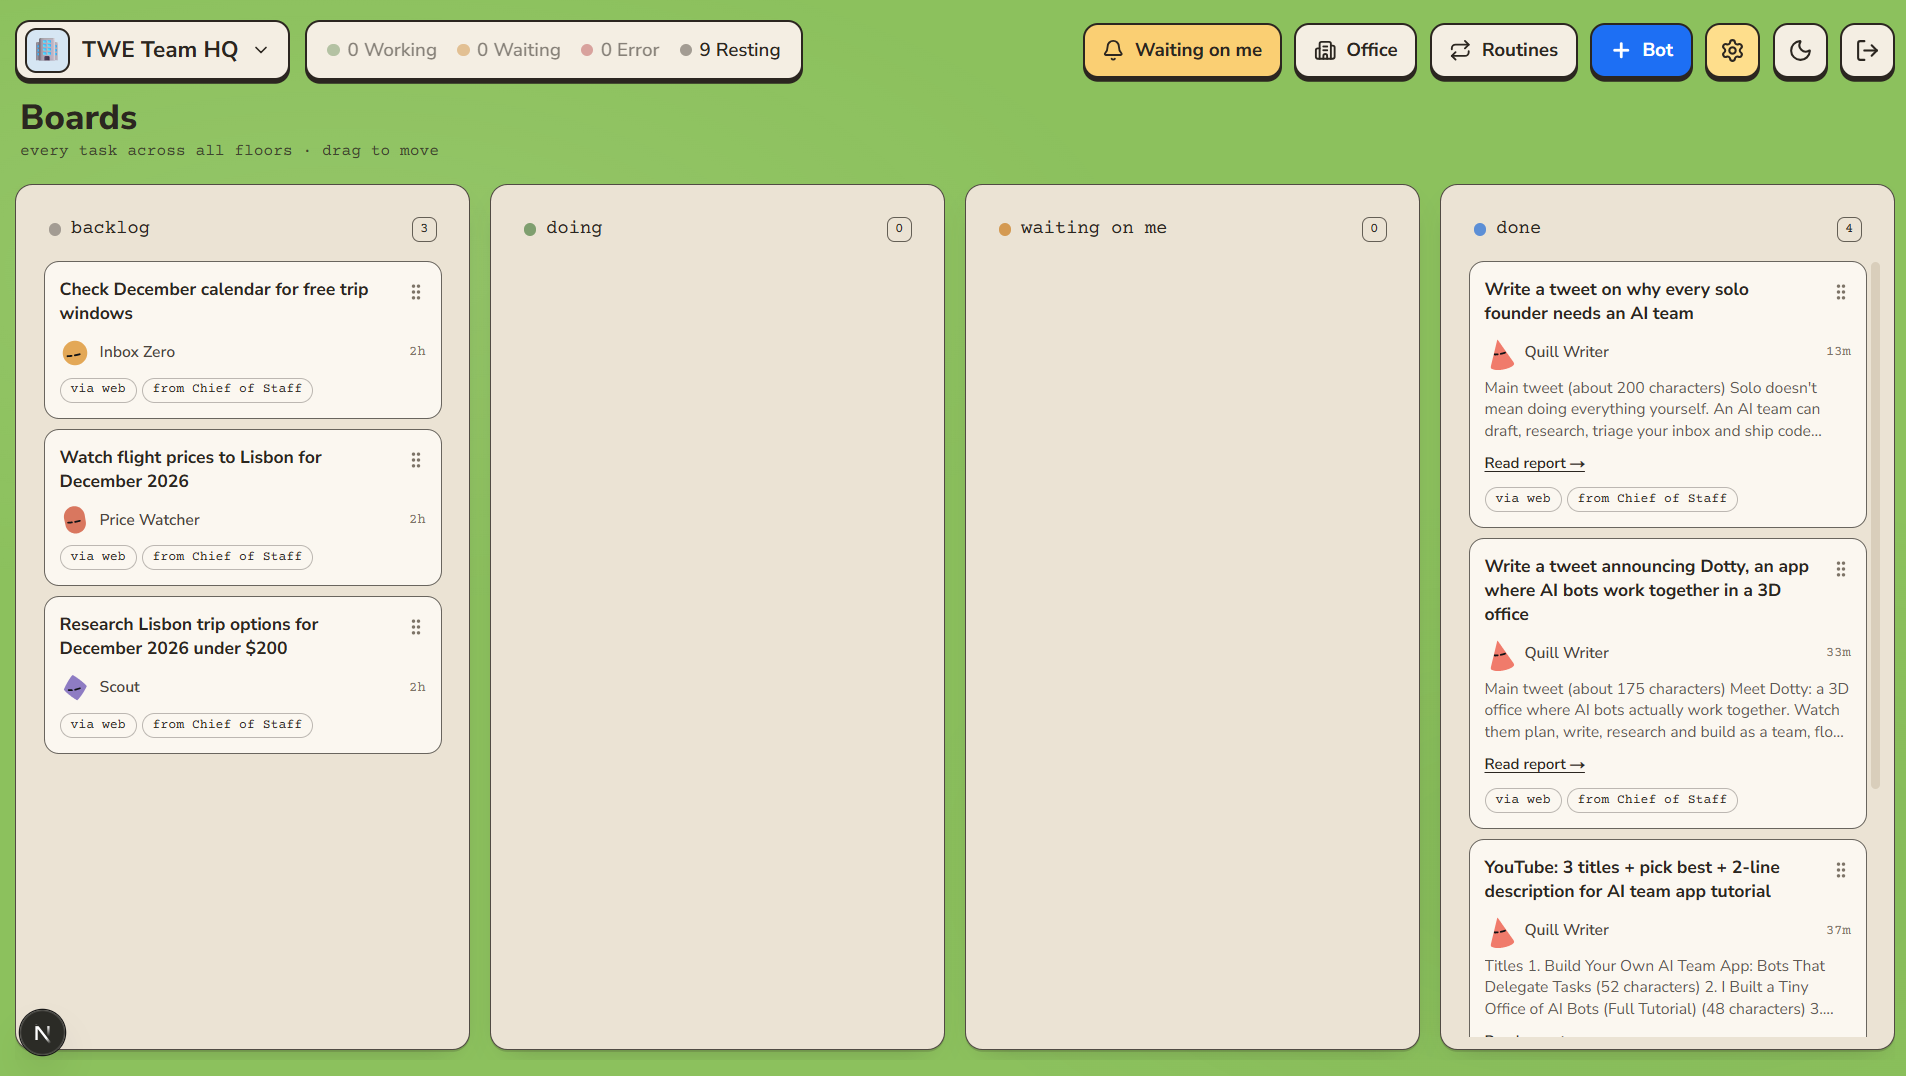 TWE Team HQ
0 Working
0 Waiting
0 Error
9 Resting
Waiting on me
Office
Routines
Bot
Boards
every task across all floors · drag to move
backlog
3
Check December calendar for free trip
windows
Inbox Zero
2h
via web
from Chief of Staff
Watch flight prices to Lisbon for
December 2026
Price Watcher
2h
via web
from Chief of Staff
Research Lisbon trip options for
December 2026 under $200
Scout
2h
via web
from Chief of Staff
N
doing
0
waiting on me
0
done
4
Write a tweet on why every solo
founder needs an AI team
Quill Writer
13m
Main tweet (about 200 characters) Solo doesn't
mean doing everything yourself. An AI team can
draft, research, triage your inbox and ship code...
Read report →
via web
from Chief of Staff
Write a tweet announcing Dotty, an app
where AI bots work together in a 3D
office
Quill Writer
33m
Main tweet (about 175 characters) Meet Dotty: a 3D
office where AI bots actually work together. Watch
them plan, write, research and build as a team, flo...
Read report →
via web
from Chief of Staff
YouTube: 3 titles + pick best + 2-line
description for AI team app tutorial
Quill Writer
37m
Titles 1. Build Your Own AI Team App: Bots That
Delegate Tasks (52 characters) 2. I Built a Tiny
Office of AI Bots (Full Tutorial) (48 characters) 3....